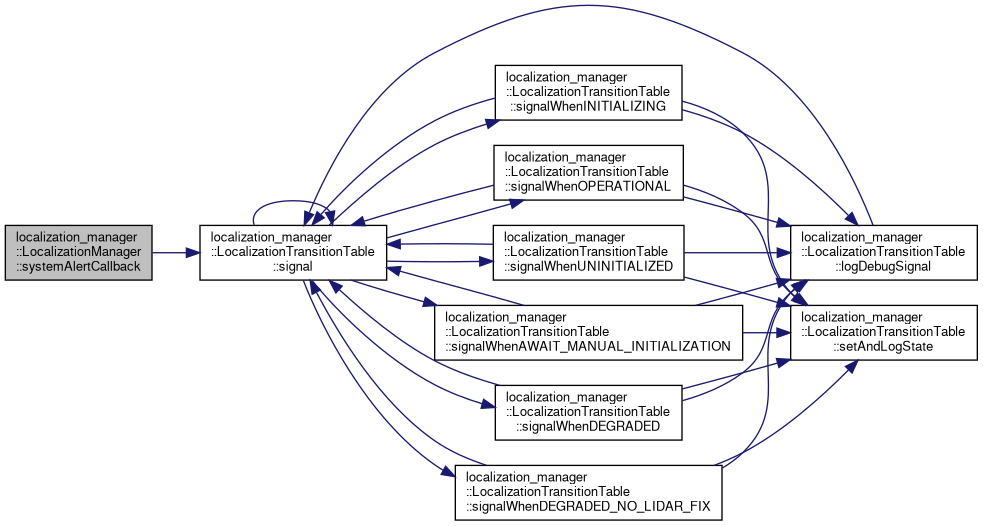 localization_manager
::LocalizationManager
::systemAlertCallback
localization_manager
::LocalizationTransitionTable
::signal
localization_manager
::LocalizationTransitionTable
::signalWhenINITIALIZING
localization_manager
::LocalizationTransitionTable
::signalWhenOPERATIONAL
localization_manager
::LocalizationTransitionTable
::signalWhenUNINITIALIZED
localization_manager
::LocalizationTransitionTable
::signalWhenAWAIT_MANUAL_INITIALIZATION
localization_manager
::LocalizationTransitionTable
::signalWhenDEGRADED
localization_manager
::LocalizationTransitionTable
::signalWhenDEGRADED_NO_LIDAR_FIX
localization_manager
::LocalizationTransitionTable
::logDebugSignal
localization_manager
::LocalizationTransitionTable
::setAndLogState